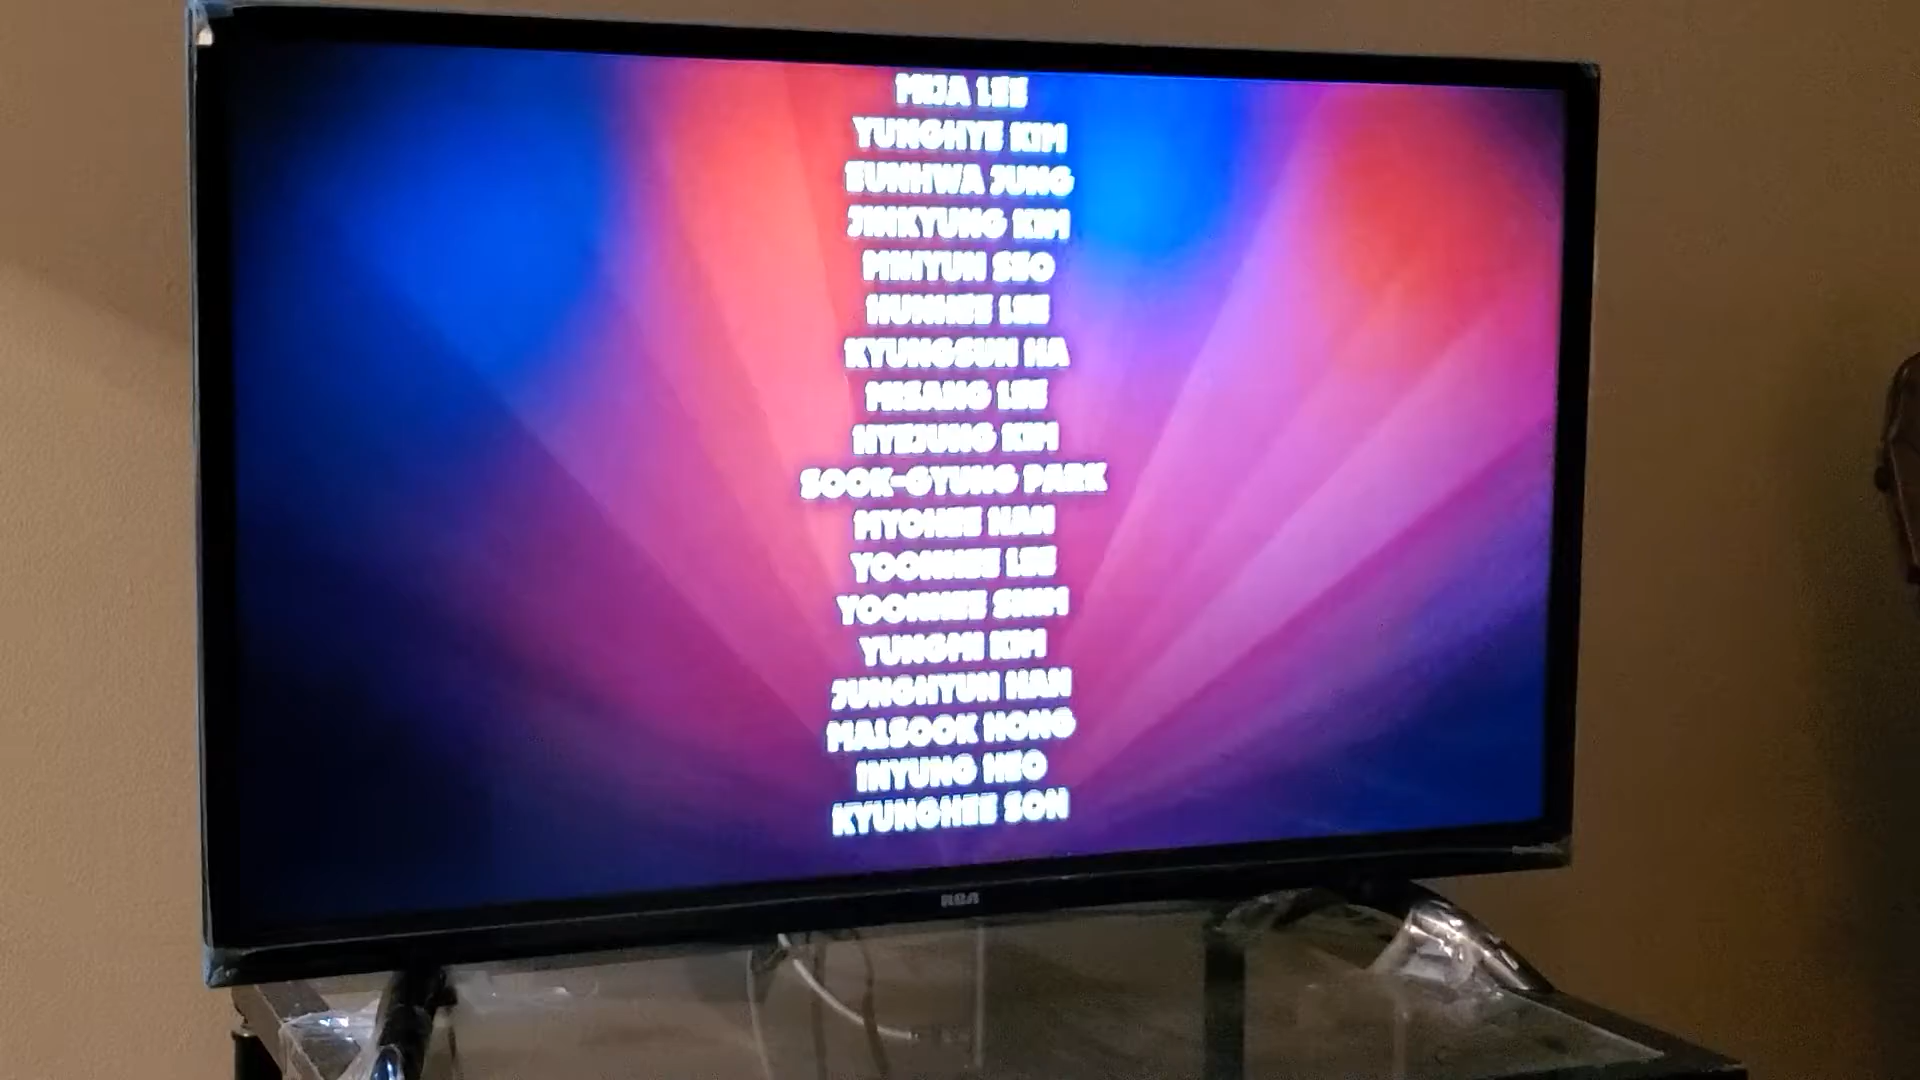 MIJA LEE
YUNGHYE KIM
EUNHWA JUNG
JINKYUNG KIM
MIHYUN SEO
HUNHEE LEE
KYUNGSUN HA
MISANG LEE
HYEJUNG KIM
SOOK-GYUNG PARK
MYOHEE HAN
YOONHEE LEE
YOONHEE SHIM
YUNGMI KIM
JUNGHYUN HAN
MALSOOK HONG
INYUNG HEO
KYUNGHEE SON
RCA